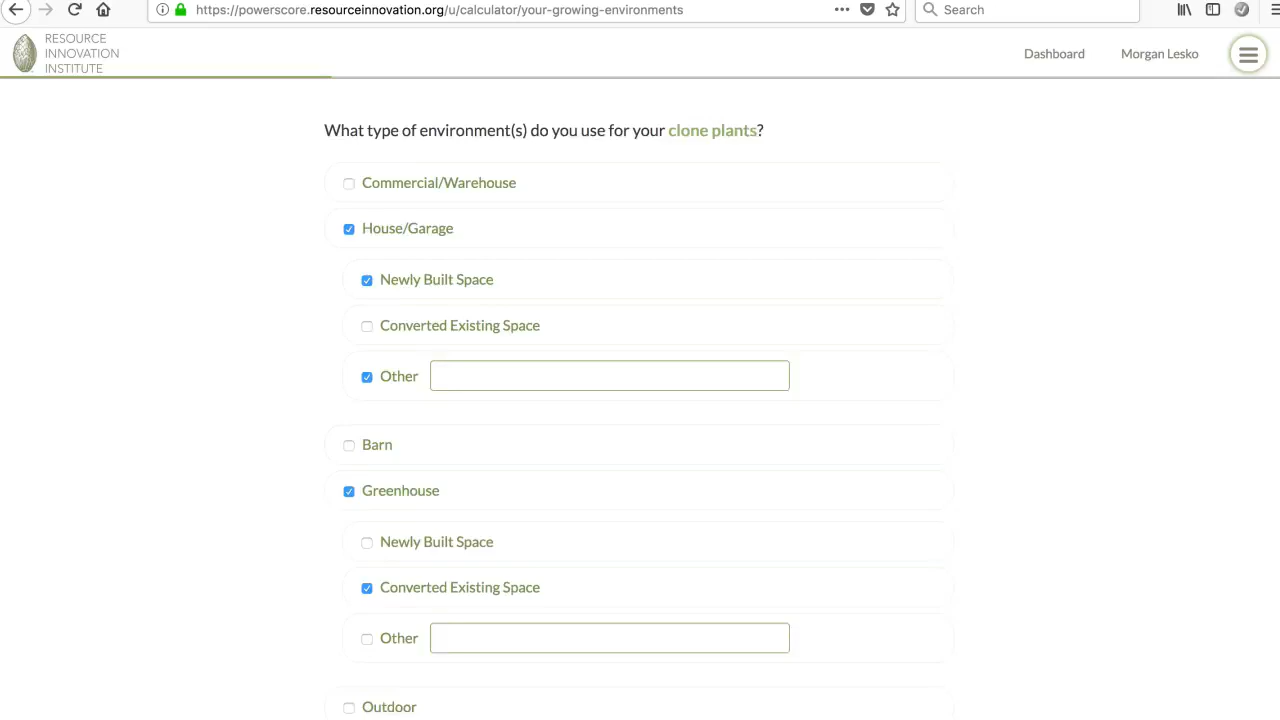 https://powerscore.resourceinnovation.org/u/calculator/your-growing-environments
Search
RESOURCE
INNOVATION
INSTITUTE
Dashboard
Morgan Lesko
What type of environment(s) do you use for your clone plants?
Commercial/Warehouse
House/Garage
Newly Built Space
Converted Existing Space
Other
Barn
Greenhouse
Newly Built Space
Converted Existing Space
Other
Outdoor